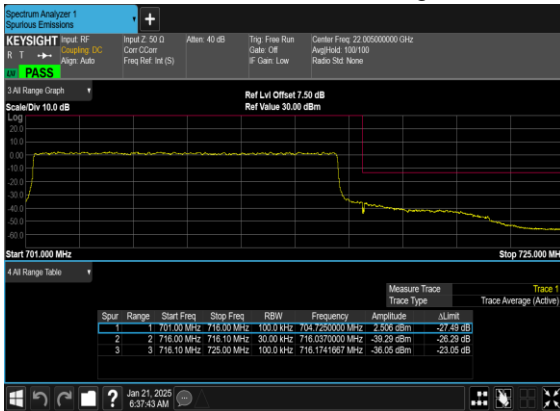 Spectrum Analyzer 1
Spurious Emissions
KEYSIGHT Input: RF Input Z: 50 Ω Atten: 40 dB Trig: Free Run Center Freq: 22.005000000 GHz
R T Coupling: DC Corr CCorr Gate: Off Avg|Hold: 100/100
Align: Auto Freq Ref: Int (S) IF Gain: Low Radio Std: None
PASS
3 All Range Graph
Ref Lvl Offset 7.50 dB
Scale/Div 10.0 dB Ref Value 30.00 dBm
Log
20.0
10.0
0.00
-10.0
-20.0
-30.0
-40.0
-50.0
-60.0
Start 701.000 MHz Stop 725.000 MH
4 All Range Table
Measure Trace Trace 1
Trace Type Trace Average (Active)
Spur Range Start Freq Stop Freq RBW Frequency Amplitude ΔLimit
1 1 701.00 MHz 716.00 MHz 100.0 kHz 704.7250000 MHz 2.506 dBm -27.49 dB
2 2 716.00 MHz 716.10 MHz 30.00 kHz 716.0370000 MHz -39.29 dBm -26.29 dB
3 3 716.10 MHz 725.00 MHz 100.0 kHz 716.1741667 MHz -36.05 dBm -23.05 dB
? Jan 21, 2025
6:37:43 AM